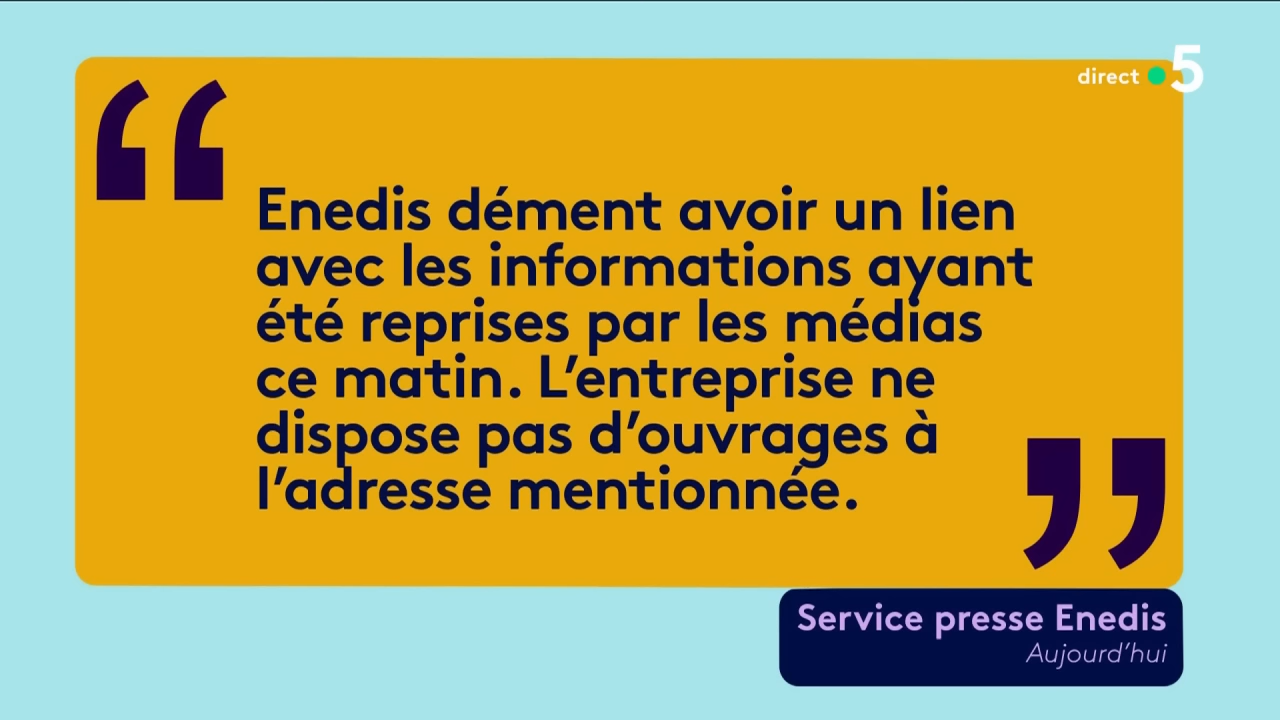 direct 5
“
Enedis dément avoir un lien
avec les informations ayant
été reprises par les médias
ce matin. L’entreprise ne
dispose pas d’ouvrages à
l’adresse mentionnée.
”
Service presse Enedis
Aujourd’hui